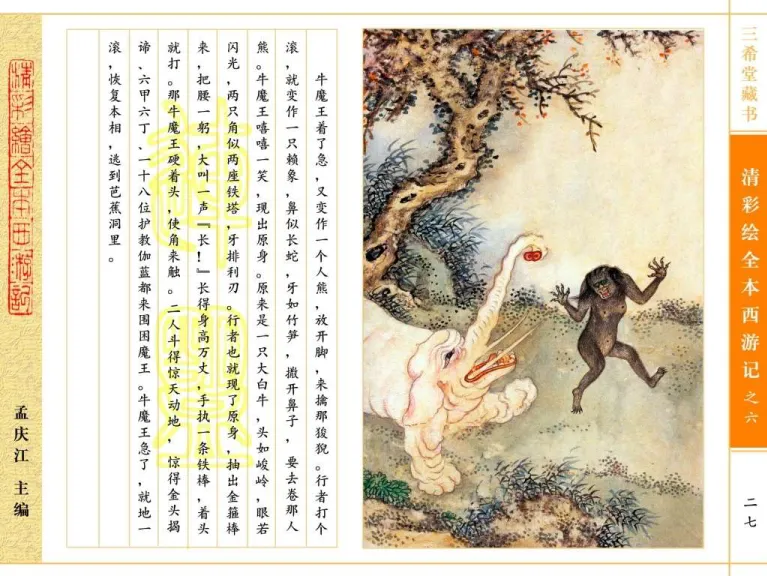 三希堂藏书
清彩绘全本西游记之六
二七
牛魔王着了急，又变作一个人熊，放开脚，来擒那狻猊。行者打个
滚，就变作一只赖象，鼻似长蛇，牙如竹笋，撒开鼻子，要去卷那人
熊。牛魔王嘻嘻一笑，现出原身。原来是一只大白牛，头如峻岭，眼若
闪光，两只角似两座铁塔，牙排利刃。行者也就现了原身，抽出金箍棒
来，把腰一躬，大叫一声『长！』长得身高万丈，手执一条铁棒，着头
就打。那牛魔王硬着头，使角来触。二人斗得惊天动地，惊得金头揭
谛、六甲六丁、一十八位护教伽蓝都来围困魔王。牛魔王急了，就地一
滚，恢复本相，逃到芭蕉洞里。
清彩繪全本西游記
孟庆江 主编